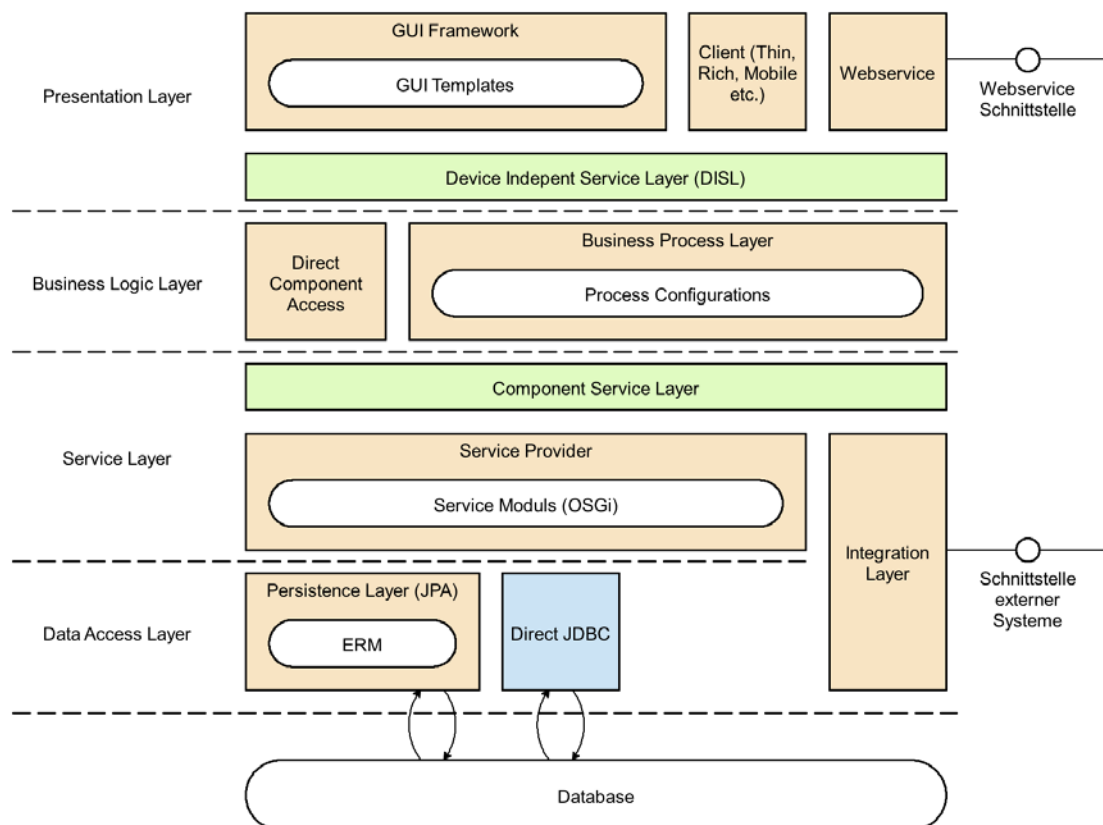 GUI Framework
GUI Templates
Client (Thin,
Rich, Mobile
etc.)
Webservice
Webservice
Schnittstelle
Presentation Layer
Device Indepent Service Layer (DISL)
Business Logic Layer
Direct
Component
Access
Business Process Layer
Process Configurations
Component Service Layer
Service Layer
Service Provider
Service Moduls (OSGi)
Integration
Layer
Schnittstelle
externer
Systeme
Data Access Layer
Persistence Layer (JPA)
ERM
Direct JDBC
Database